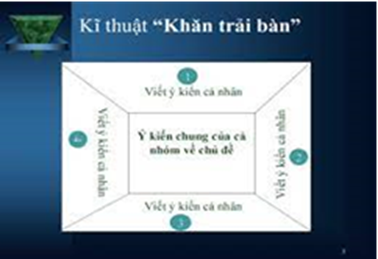 Kĩ thuật “Khăn trải bàn”
1
Viết ý kiến cá nhân
4
Viết ý kiến cá nhân
Ý kiến chung của cả
nhóm về chủ đề
2
Viết ý kiến cá nhân
Viết ý kiến cá nhân
3